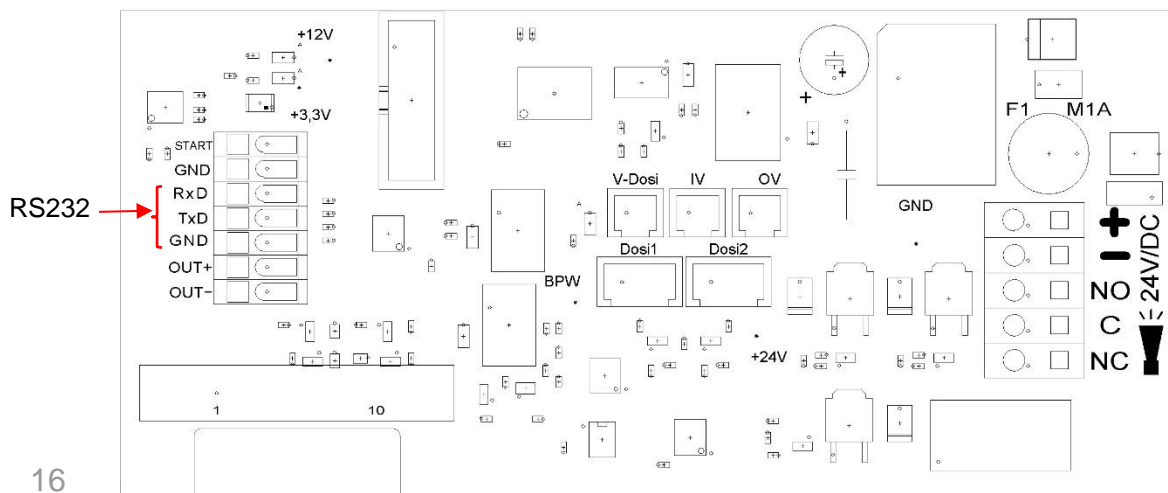 +12V
+3,3V
START
GND
RxD
TxD
GND
OUT+
OUT−
RS232
1 10
V-Dosi IV OV
Dosi1 Dosi2
BPW
+24V
GND
F1 M1A
+
−
24V/DC
NO
C
NC
A
A
A
16